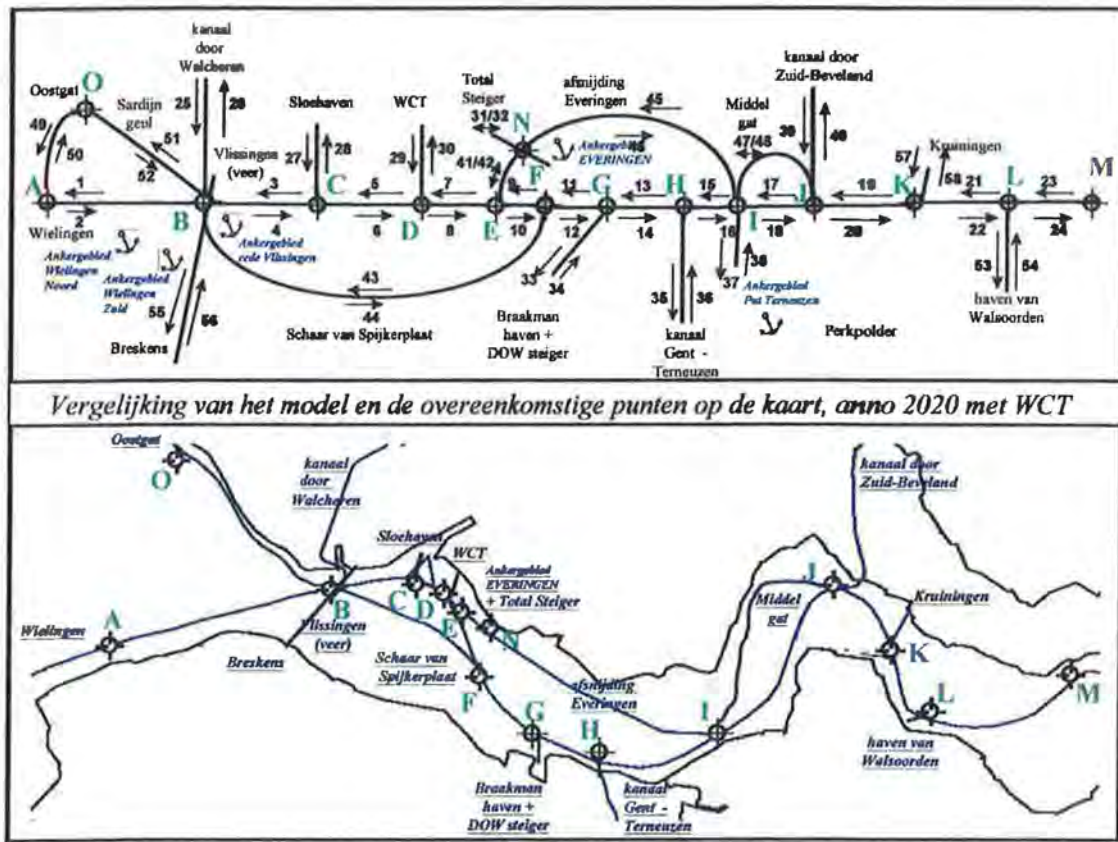 kanaal
door
Walcheren
Oostgat
O
Sardijn
geul
49
50
51
52
25
26
Vlissingen
(veer)
Sloehaven
27
28
WCT
29
30
Total
Steiger
31/32
N
41/42
Ankergebied
EVERINGEN
afsnijding
Everingen
45
Middel
gat
47/48
kanaal door
Zuid-Beveland
39
40
57
Kruiningen
58
A
1
2
B
3
4
C
5
6
D
7
8
E
9
10
F
11
12
G
13
14
H
15
16
I
17
18
J
19
20
K
21
22
L
23
24
M
Wielingen
Ankergebied
Wielingen
Noord
Ankergebied
Wielingen
Zuid
Ankergebied
rede Vlissingen
55
56
Breskens
43
44
Schaar van Spijkerplaat
33
34
Braakman
haven +
DOW steiger
35
36
kanaal
Gent -
Terneuzen
37
38
Ankergebied
Put Terneuzen
Perkpolder
53
54
haven van
Walsoorden
Vergelijking van het model en de overeenkomstige punten op de kaart, anno 2020 met WCT
Oostgat
O
kanaal
door
Walcheren
Sloehaven
WCT
Ankergebied
EVERINGEN
+ Total Steiger
kanaal door
Zuid-Beveland
A
Wielingen
B
Vlissingen
(veer)
Breskens
C
D
E
N
Schaar van
Spijkerplaat
F
afsnijding
Everingen
G
H
I
Middel
gat
J
Kruiningen
K
L
M
haven van
Walsoorden
Braakman
haven +
DOW steiger
kanaal
Gent -
Terneuzen